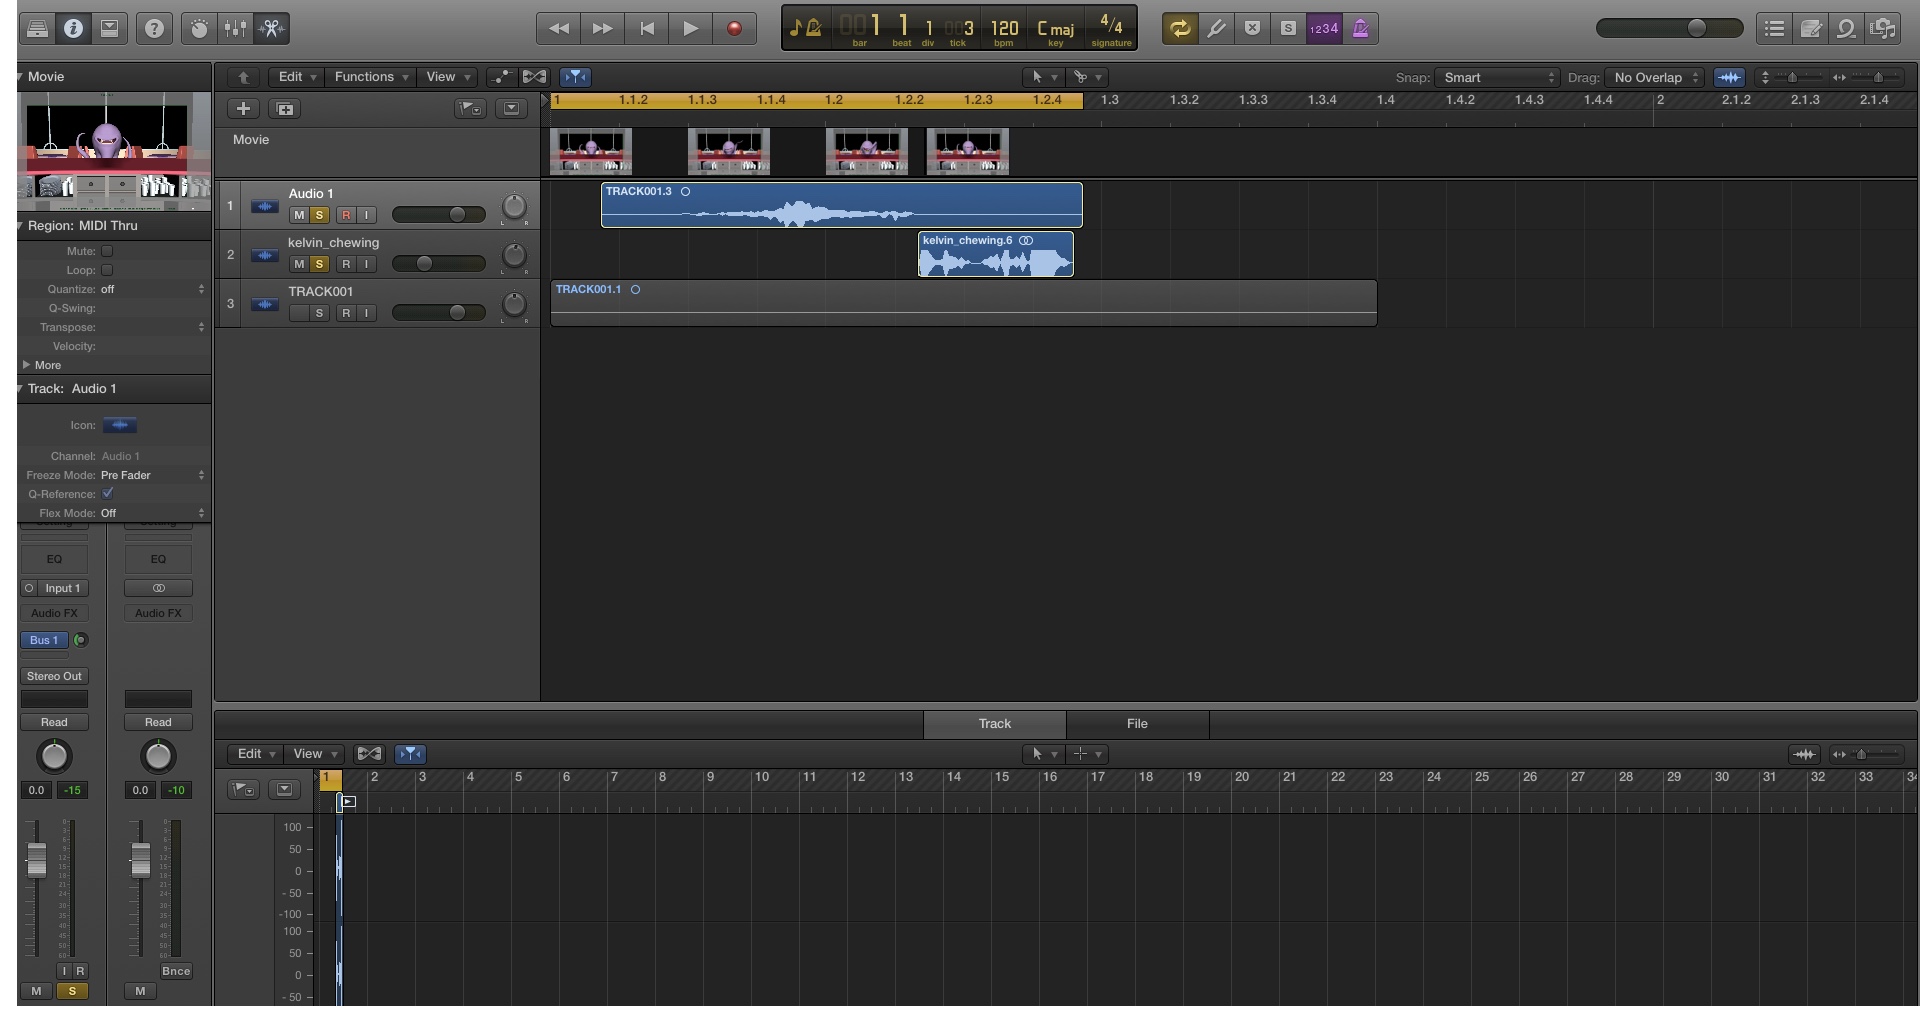 1 1 1 3 120 C maj 4/4
bar beat div tick bpm key signature
S 1234
Movie
Edit Functions View Snap: Smart Drag: No Overlap
1 1.1.2 1.1.3 1.1.4 1.2 1.2.2 1.2.3 1.2.4 1.3 1.3.2 1.3.3 1.3.4 1.4 1.4.2 1.4.3 1.4.4 2 2.1.2 2.1.3 2.1.4
Movie
1 Audio 1
M S R I
L R
TRACK001.3
2 kelvin_chewing
M S R I
L R
kelvin_chewing.6
3 TRACK001
S R I
L R
TRACK001.1
Region: MIDI Thru
Mute:
Loop:
Quantize: off
Q-Swing:
Transpose:
Velocity:
More
Track: Audio 1
Icon:
Channel: Audio 1
Freeze Mode: Pre Fader
Q-Reference:
Flex Mode: Off
EQ EQ
Input 1
Audio FX Audio FX
Bus 1
Stereo Out
Read Read
0.0 -15 0.0 -10
I R Bnce
M S M
Track File
Edit View
1 2 3 4 5 6 7 8 9 10 11 12 13 14 15 16 17 18 19 20 21 22 23 24 25 26 27 28 29 30 31 32 33 34
100
50
0
-50
-100
100
50
0
-50